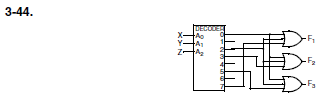 3-44.
DECODER
X A0 0
Y A1 1
Z A2 2
3
4
5
6
7
F1
F2
F3